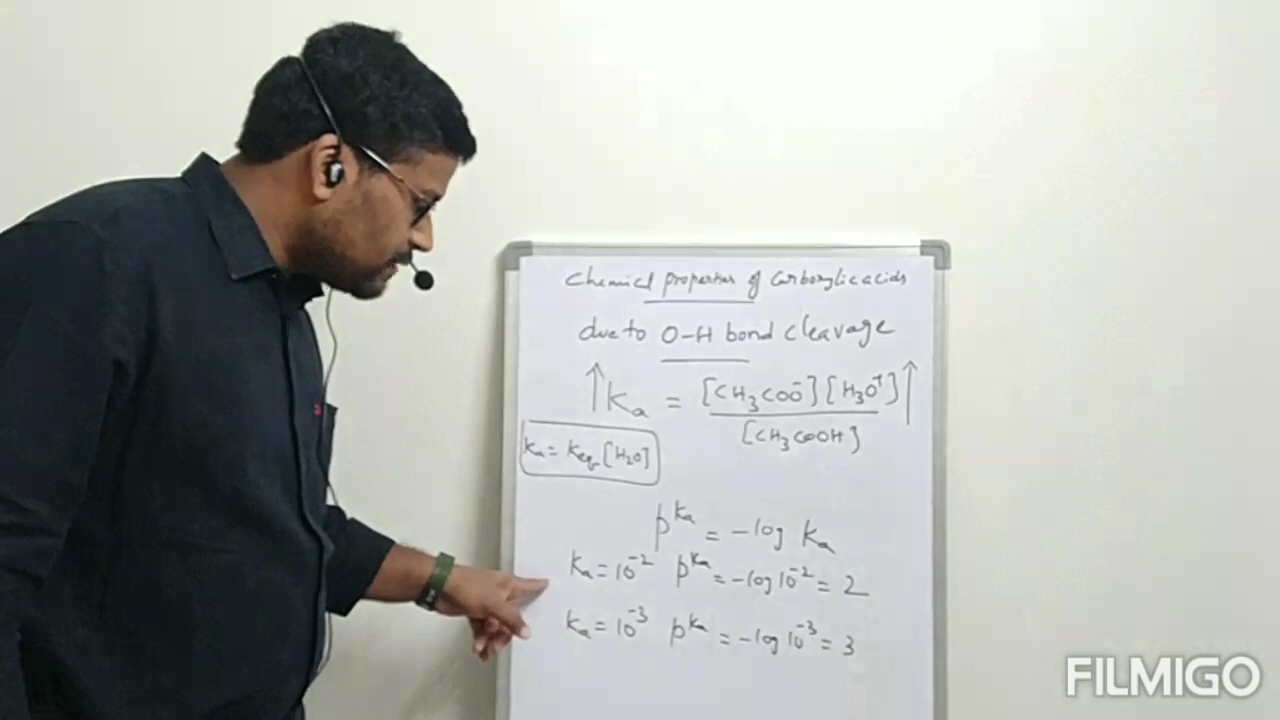 Chemical properties of Carboxylic acids
due to O-H bond cleavage
↑ Ka = [CH₃COO⁻][H₃O⁺] ↑
[CH₃COOH]
Ka = Keq [H₂O]
pKa = -log Ka
Ka = 10⁻² pKa = -log 10⁻² = 2
Ka = 10⁻³ pKa = -log 10⁻³ = 3
FILMIGO